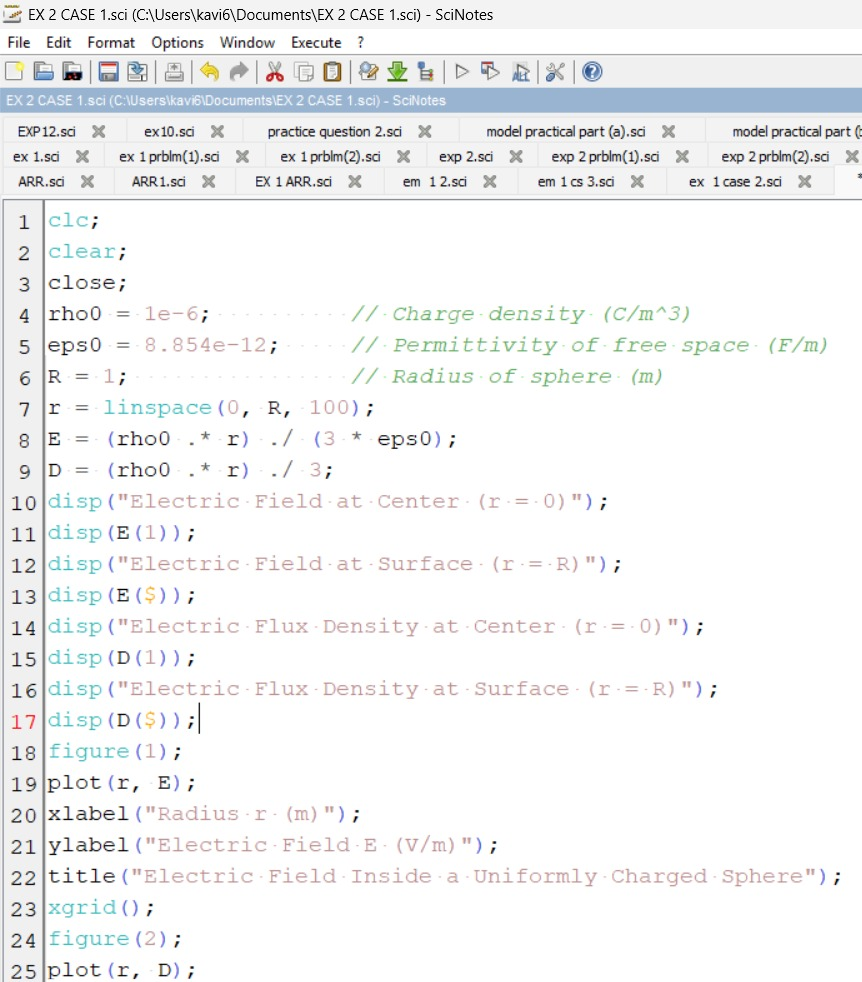 EX 2 CASE 1.sci (C:\Users\kavi6\Documents\EX 2 CASE 1.sci) - SciNotes
File Edit Format Options Window Execute ?
EX 2 CASE 1.sci (C:\Users\kavi6\Documents\EX 2 CASE 1.sci) - SciNotes
EXP12.sci ex10.sci practice question 2.sci model practical part (a).sci model practical part (
ex 1.sci ex 1 prblm(1).sci ex 1 prblm(2).sci exp 2.sci exp 2 prblm(1).sci exp 2 prblm(2).sci
ARR.sci ARR1.sci EX 1 ARR.sci em 1 2.sci em 1 cs 3.sci ex 1 case 2.sci *
1 clc;
2 clear;
3 close;
4 rho0 = 1e-6; // Charge density (C/m^3)
5 eps0 = 8.854e-12; // Permittivity of free space (F/m)
6 R = 1; // Radius of sphere (m)
7 r = linspace(0, R, 100);
8 E = (rho0 .* r) ./ (3 * eps0);
9 D = (rho0 .* r) ./ 3;
10 disp("Electric Field at Center (r = 0)");
11 disp(E(1));
12 disp("Electric Field at Surface (r = R)");
13 disp(E($));
14 disp("Electric Flux Density at Center (r = 0)");
15 disp(D(1));
16 disp("Electric Flux Density at Surface (r = R)");
17 disp(D($));
18 figure(1);
19 plot(r, E);
20 xlabel("Radius r (m)");
21 ylabel("Electric Field E (V/m)");
22 title("Electric Field Inside a Uniformly Charged Sphere");
23 xgrid();
24 figure(2);
25 plot(r, D);